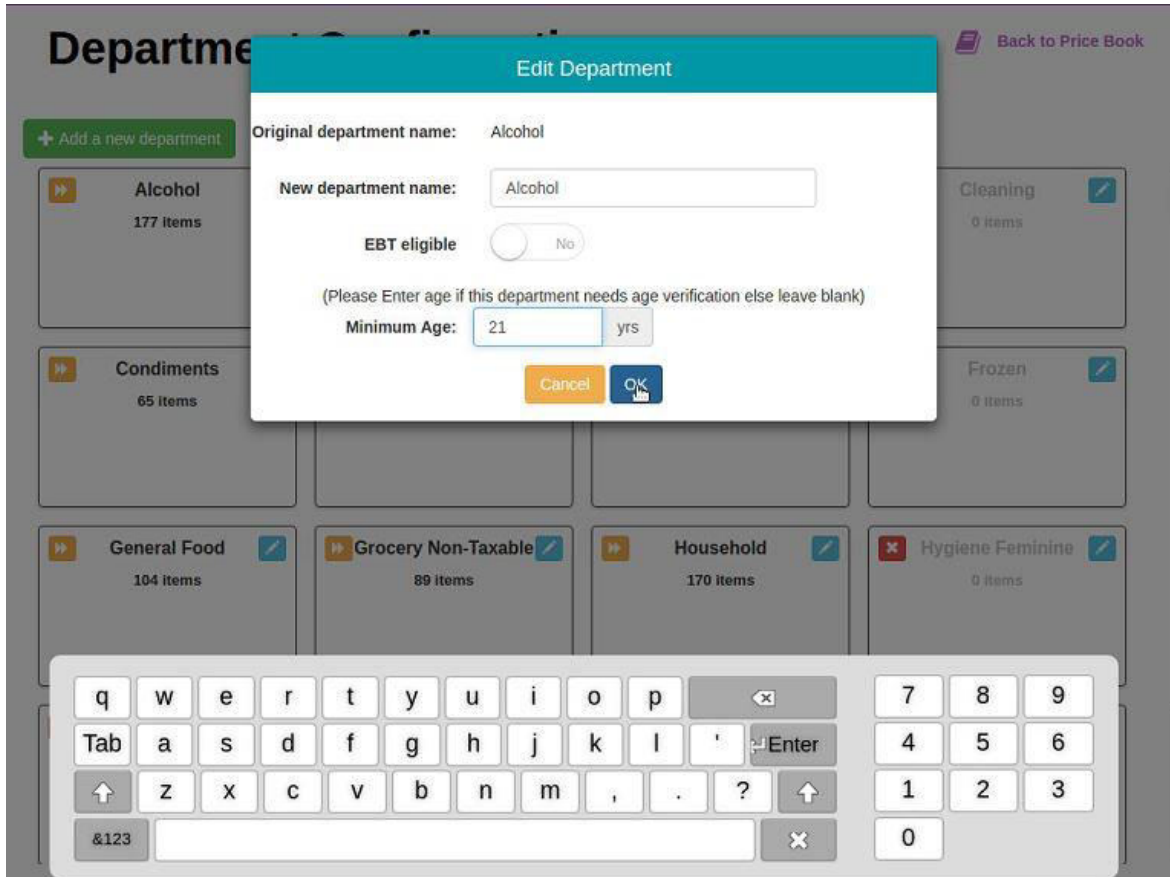 Departme
Back to Price Book
Edit Department
Add a new department
Original department name: Alcohol
New department name: Alcohol
EBT eligible No
(Please Enter age if this department needs age verification else leave blank)
Minimum Age: 21 yrs
Cancel OK
Alcohol
177 items
Cleaning
0 items
Condiments
65 items
Frozen
0 items
General Food
104 items
Grocery Non-Taxable
89 items
Household
170 items
Hygiene Feminine
0 items
q w e r t y u i o p 7 8 9
Tab a s d f g h j k l ' Enter 4 5 6
z x c v b n m , . ? 1 2 3
&123 0